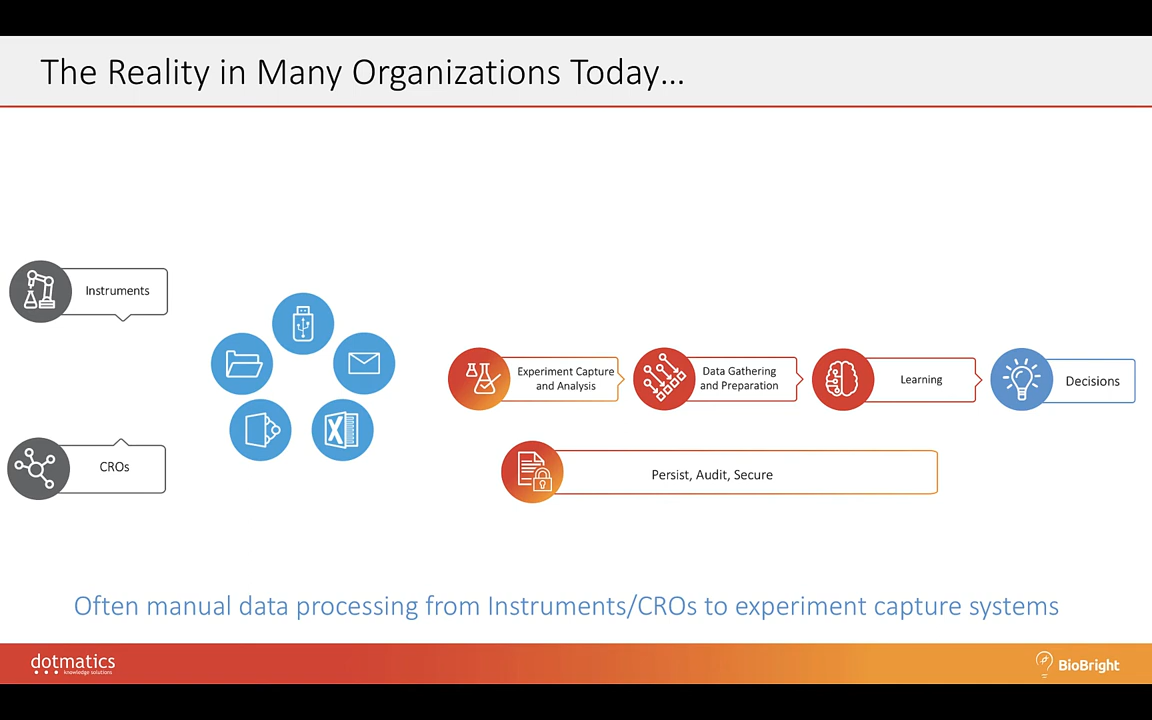 The Reality in Many Organizations Today...
Instruments
CROs
X
Experiment Capture
and Analysis
Data Gathering
and Preparation
Learning
Decisions
Persist, Audit, Secure
Often manual data processing from Instruments/CROs to experiment capture systems
dotmatics
knowledge solutions
BioBright